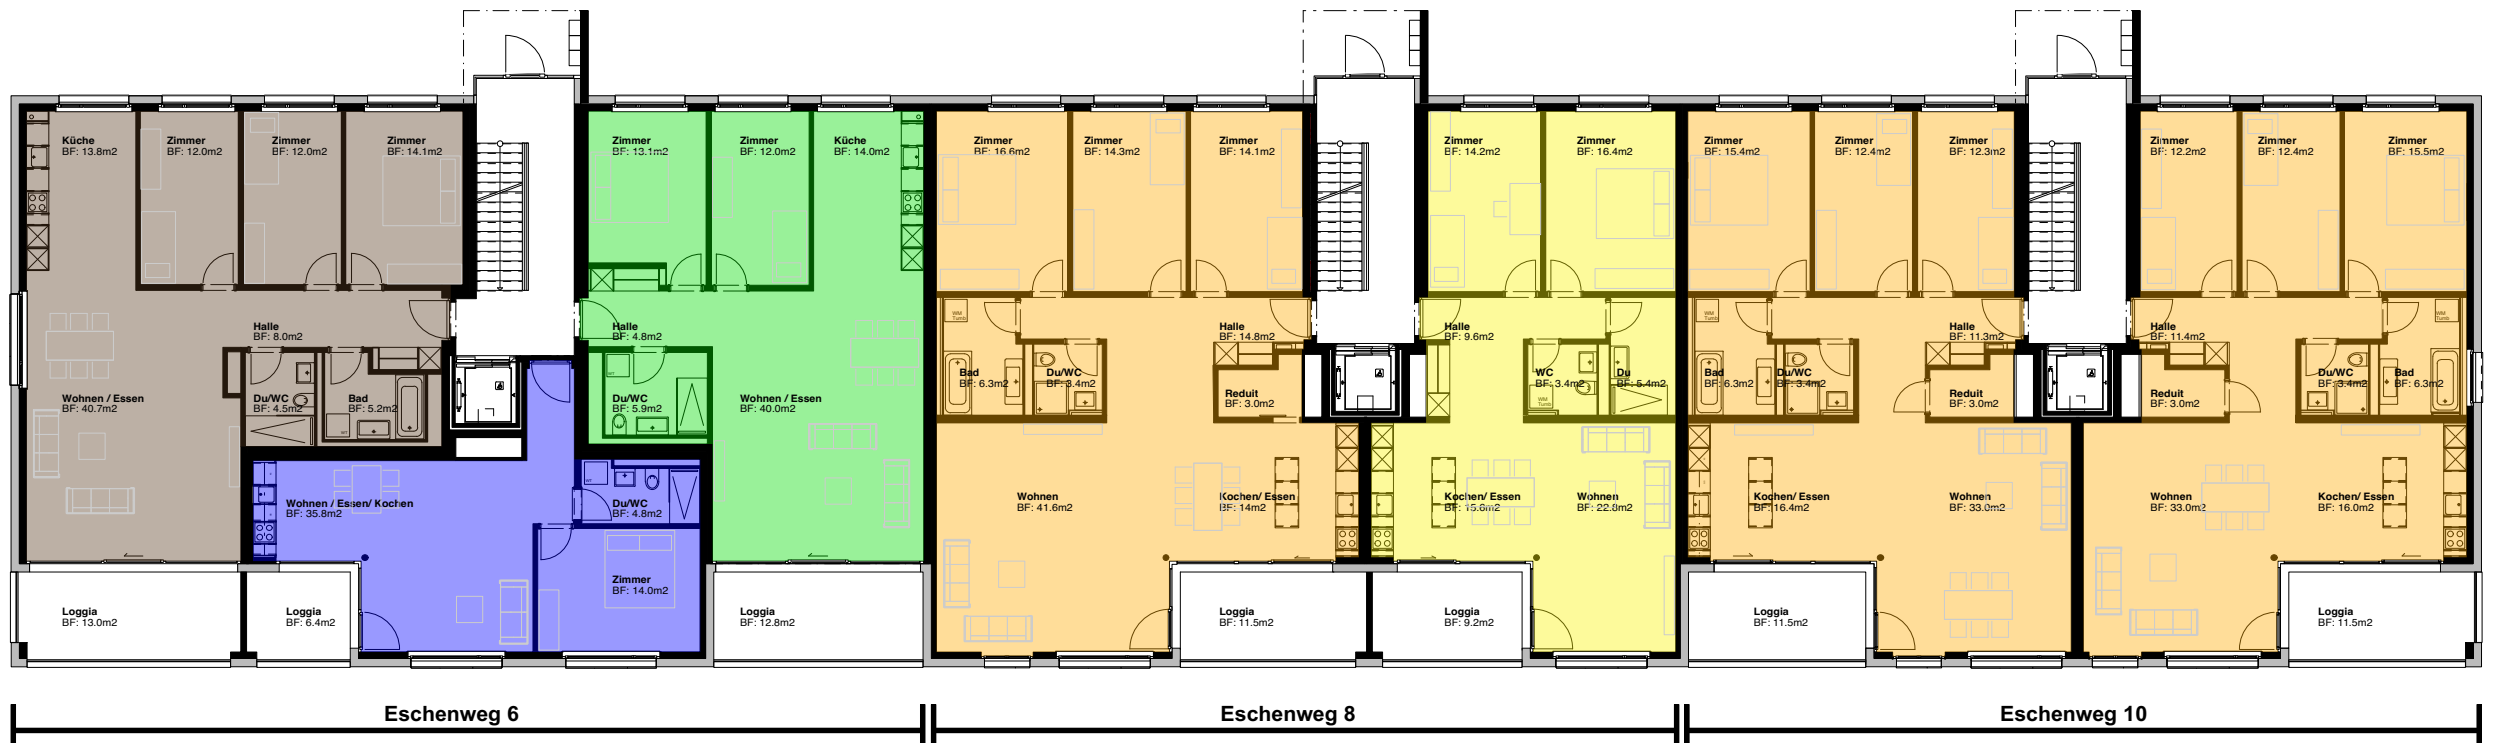 Küche
BF: 13.8m2
Zimmer
BF: 12.0m2
Zimmer
BF: 12.0m2
Zimmer
BF: 14.1m2
Zimmer
BF: 13.1m2
Zimmer
BF: 12.0m2
Küche
BF: 14.0m2
Zimmer
BF: 16.6m2
Zimmer
BF: 14.3m2
Zimmer
BF: 14.1m2
Zimmer
BF: 14.2m2
Zimmer
BF: 16.4m2
Zimmer
BF: 15.4m2
Zimmer
BF: 12.4m2
Zimmer
BF: 12.3m2
Zimmer
BF: 12.2m2
Zimmer
BF: 12.4m2
Zimmer
BF: 15.5m2
Halle
BF: 8.0m2
Halle
BF: 4.8m2
WM
Tumb
Halle
BF: 14.8m2
Halle
BF: 9.6m2
WM
Tumb
Halle
BF: 11.3m2
Halle
BF: 11.4m2
WM
Tumb
Wohnen / Essen
BF: 40.7m2
Du/WC
BF: 4.5m2
Bad
BF: 5.2m2
WT
Du/WC
BF: 5.9m2
WT
Wohnen / Essen
BF: 40.0m2
Bad
BF: 6.3m2
Du/WC
BF: 3.4m2
Reduit
BF: 3.0m2
WC
BF: 3.4m2
WM
Tumb
Du
BF: 5.4m2
Bad
BF: 6.3m2
Du/WC
BF: 3.4m2
Reduit
BF: 3.0m2
Reduit
BF: 3.0m2
Du/WC
BF: 3.4m2
Bad
BF: 6.3m2
Wohnen / Essen/ Kochen
BF: 35.8m2
WT
Du/WC
BF: 4.8m2
Wohnen
BF: 41.6m2
Kochen/ Essen
BF: 14m2
Kochen/ Essen
BF: 15.6m2
Wohnen
BF: 22.8m2
Kochen/ Essen
BF: 16.4m2
Wohnen
BF: 33.0m2
Wohnen
BF: 33.0m2
Kochen/ Essen
BF: 16.0m2
Zimmer
BF: 14.0m2
Loggia
BF: 13.0m2
Loggia
BF: 6.4m2
Loggia
BF: 12.8m2
Loggia
BF: 11.5m2
Loggia
BF: 9.2m2
Loggia
BF: 11.5m2
Loggia
BF: 11.5m2
Eschenweg 6
Eschenweg 8
Eschenweg 10